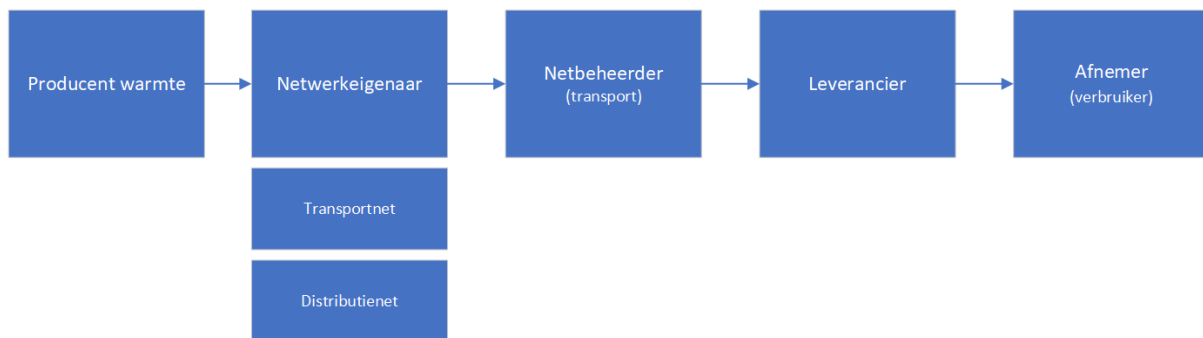 Producent warmte
Netwerkeigenaar
Netbeheerder
(transport)
Leverancier
Afnemer
(verbruiker)
Transportnet
Distributienet